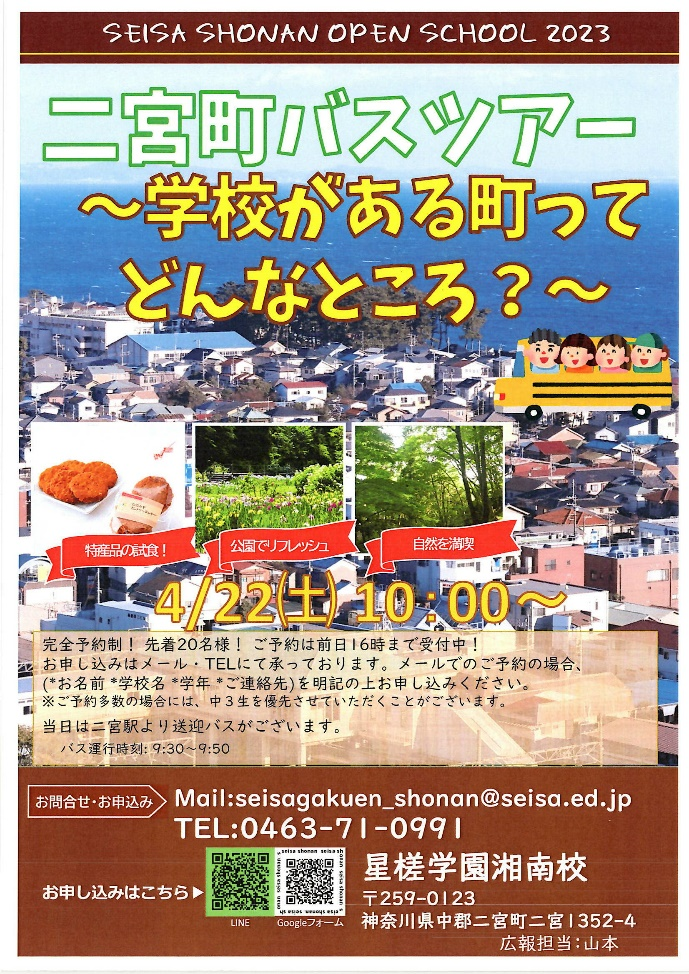 SEISA SHONAN OPEN SCHOOL 2023
二宮町バスツアー
～学校がある町って
どんなところ？～
特産品の試食！
公園でリフレッシュ
自然を満喫
4/22(土) 10：00～
完全予約制！ 先着20名様！ ご予約は前日16時まで受付中！
お申し込みはメール・TELにて承っております。メールでのご予約の場合、
(*お名前 *学校名 *学年 *ご連絡先)を明記の上お申し込みください。
※ご予約多数の場合には、中３生を優先させていただくことがございます。
当日は二宮駅より送迎バスがございます。
バス運行時刻: 9:30～9:50
お問合せ・お申込み
Mail:seisagakuen_shonan@seisa.ed.jp
TEL:0463-71-0991
お申し込みはこちら▶
seisa shonan
LINE
Googleフォーム
星槎学園湘南校
〒259-0123
神奈川県中郡二宮町二宮1352-4
広報担当:山本